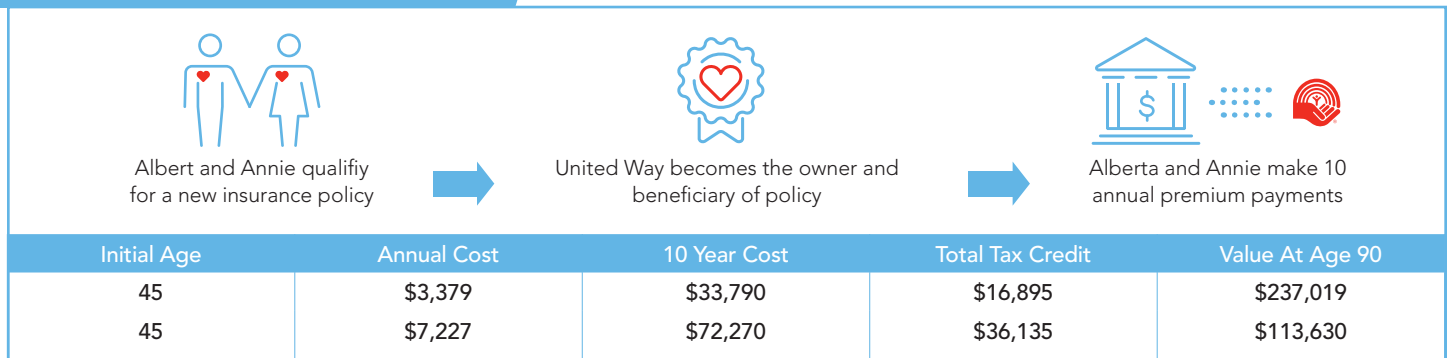 Albert and Annie qualifiy
for a new insurance policy
United Way becomes the owner and
beneficiary of policy
$
Alberta and Annie make 10
annual premium payments
Initial Age Annual Cost 10 Year Cost Total Tax Credit Value At Age 90
45 $3,379 $33,790 $16,895 $237,019
45 $7,227 $72,270 $36,135 $113,630